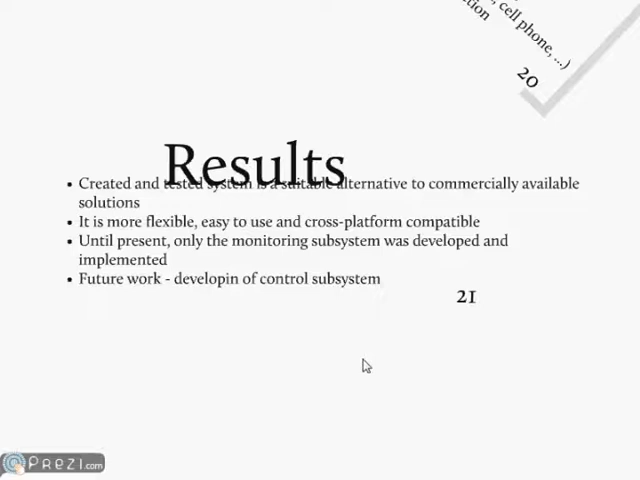 , cell phone, ...)
20
Results
• Created and tested system is a suitable alternative to commercially available
solutions
• It is more flexible, easy to use and cross-platform compatible
• Until present, only the monitoring subsystem was developed and
implemented
• Future work - developin of control subsystem
21
PREZI.com